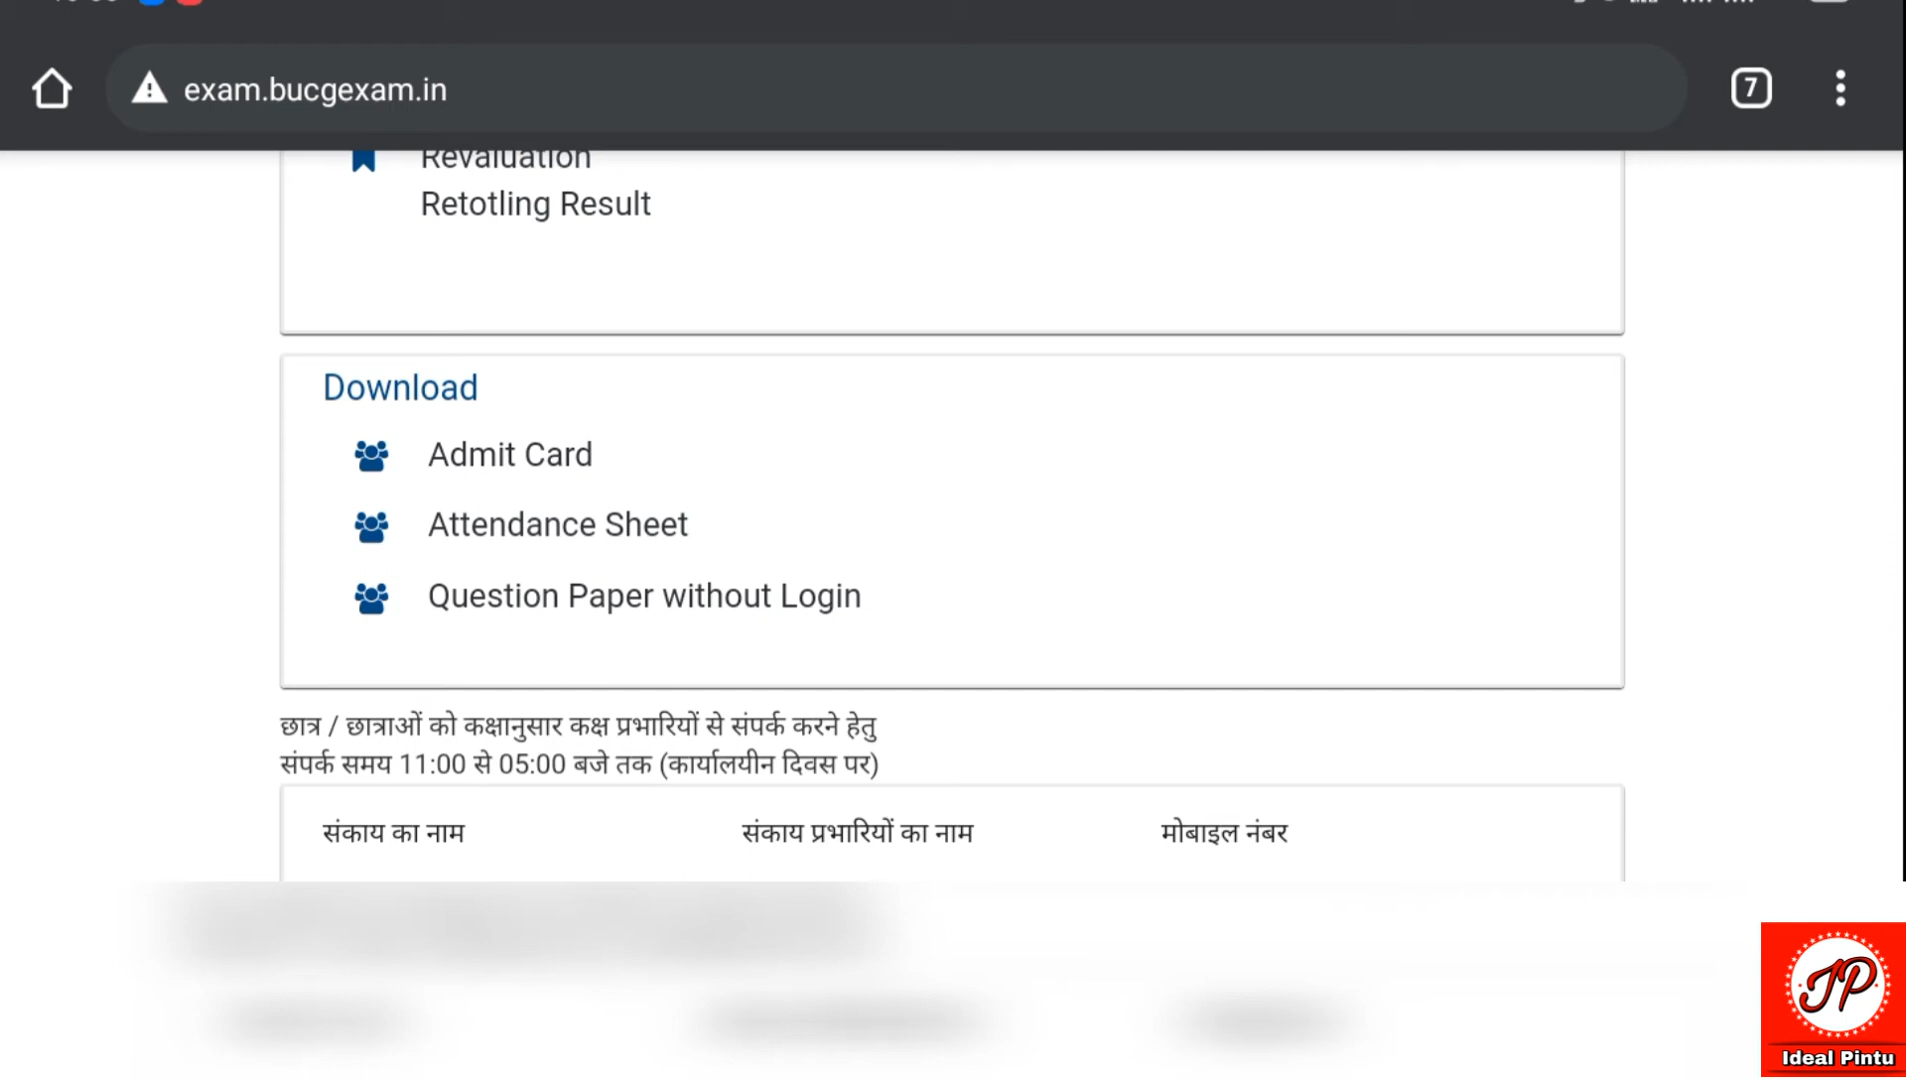 exam.bucgexam.in
7
Revaluation
Retotling Result
Download
Admit Card
Attendance Sheet
Question Paper without Login
छात्र / छात्राओं को कक्षानुसार कक्ष प्रभारियों से संपर्क करने हेतु
संपर्क समय 11:00 से 05:00 बजे तक (कार्यालयीन दिवस पर)
संकाय का नाम संकाय प्रभारियों का नाम मोबाइल नंबर
Ideal Pintu